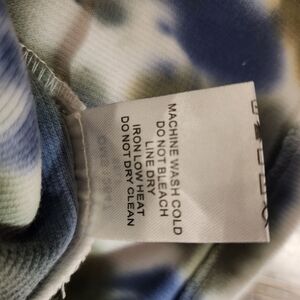 MACHINE WASH COLD
DO NOT BLEACH
LINE DRY
IRON LOW HEAT
DO NOT DRY CLEAN